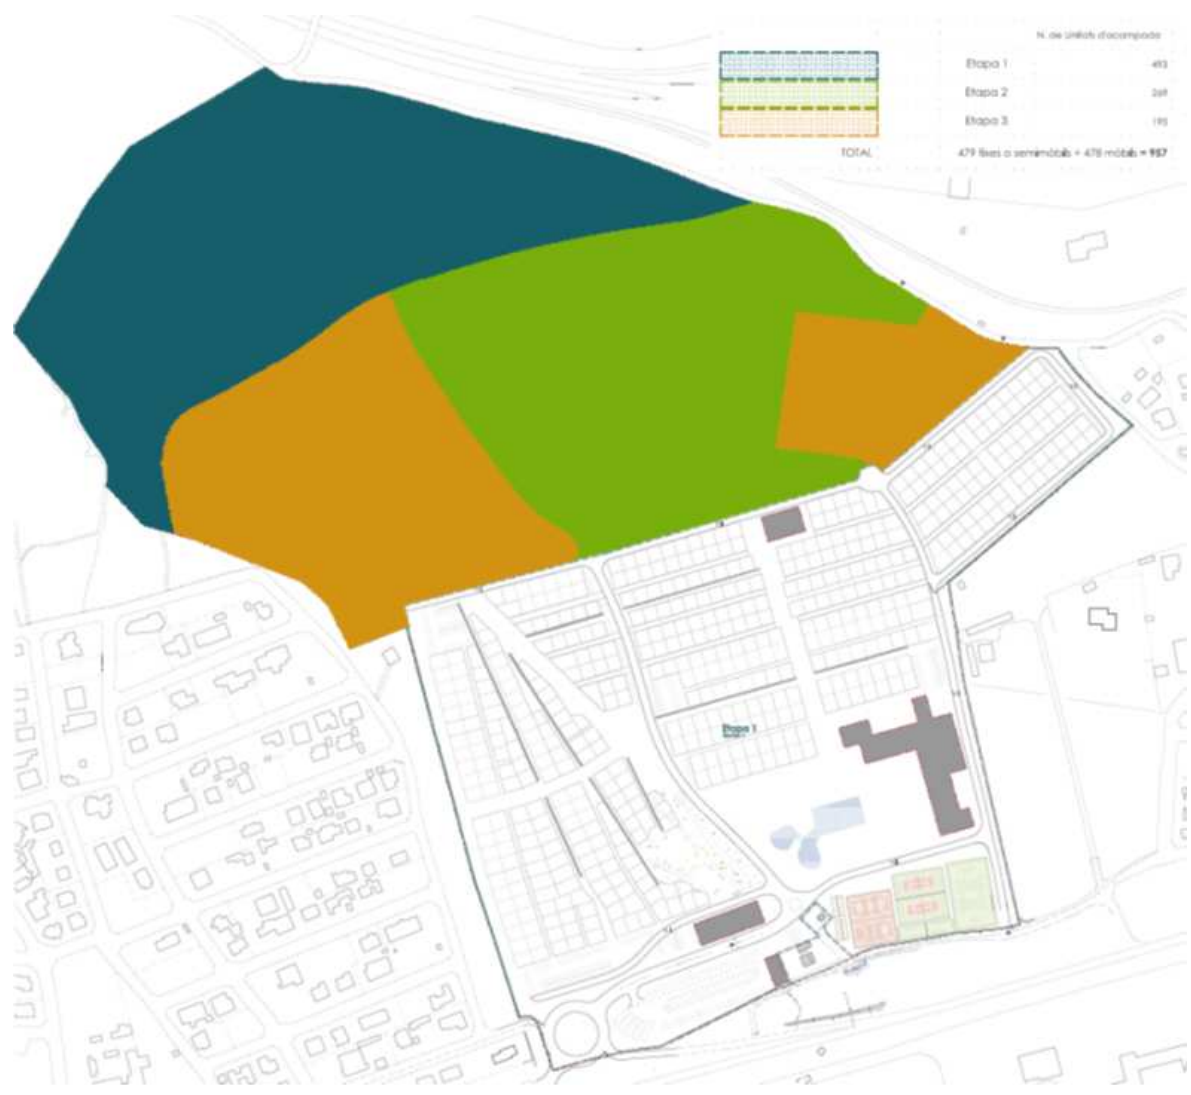 N. de Unitats d'acampada
Etapa 1 493
Etapa 2 269
Etapa 3 195
TOTAL 479 fixes o semimòbils + 478 mòbils = 957
Etapa 1